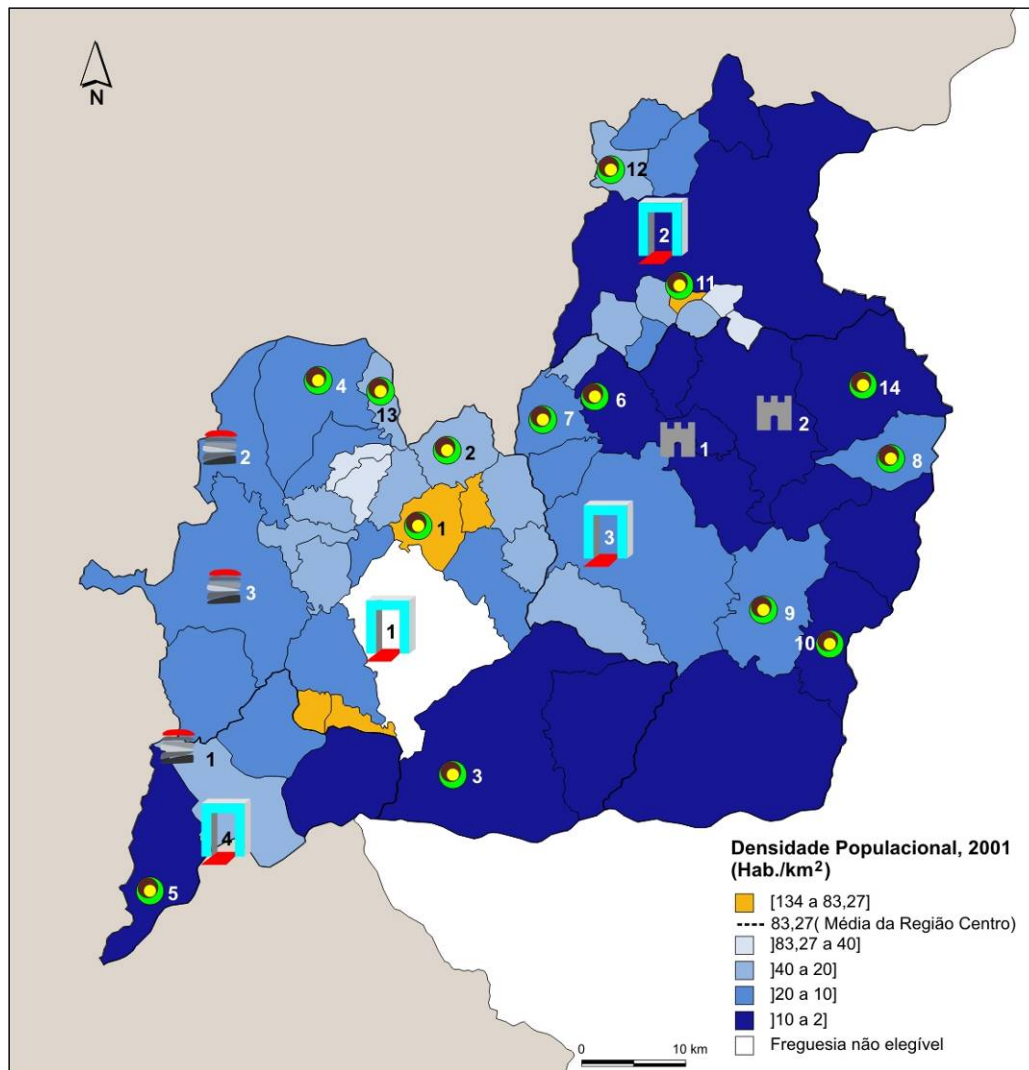 N
12
2
11
4
13
6
14
7
2
2
1
2
8
1
3
3
9
1
10
1
3
4
5
Densidade Populacional, 2001
(Hab./km²)
[134 a 83,27]
83,27( Média da Região Centro)
]83,27 a 40]
]40 a 20]
]20 a 10]
]10 a 2]
Freguesia não elegível
0 10 km